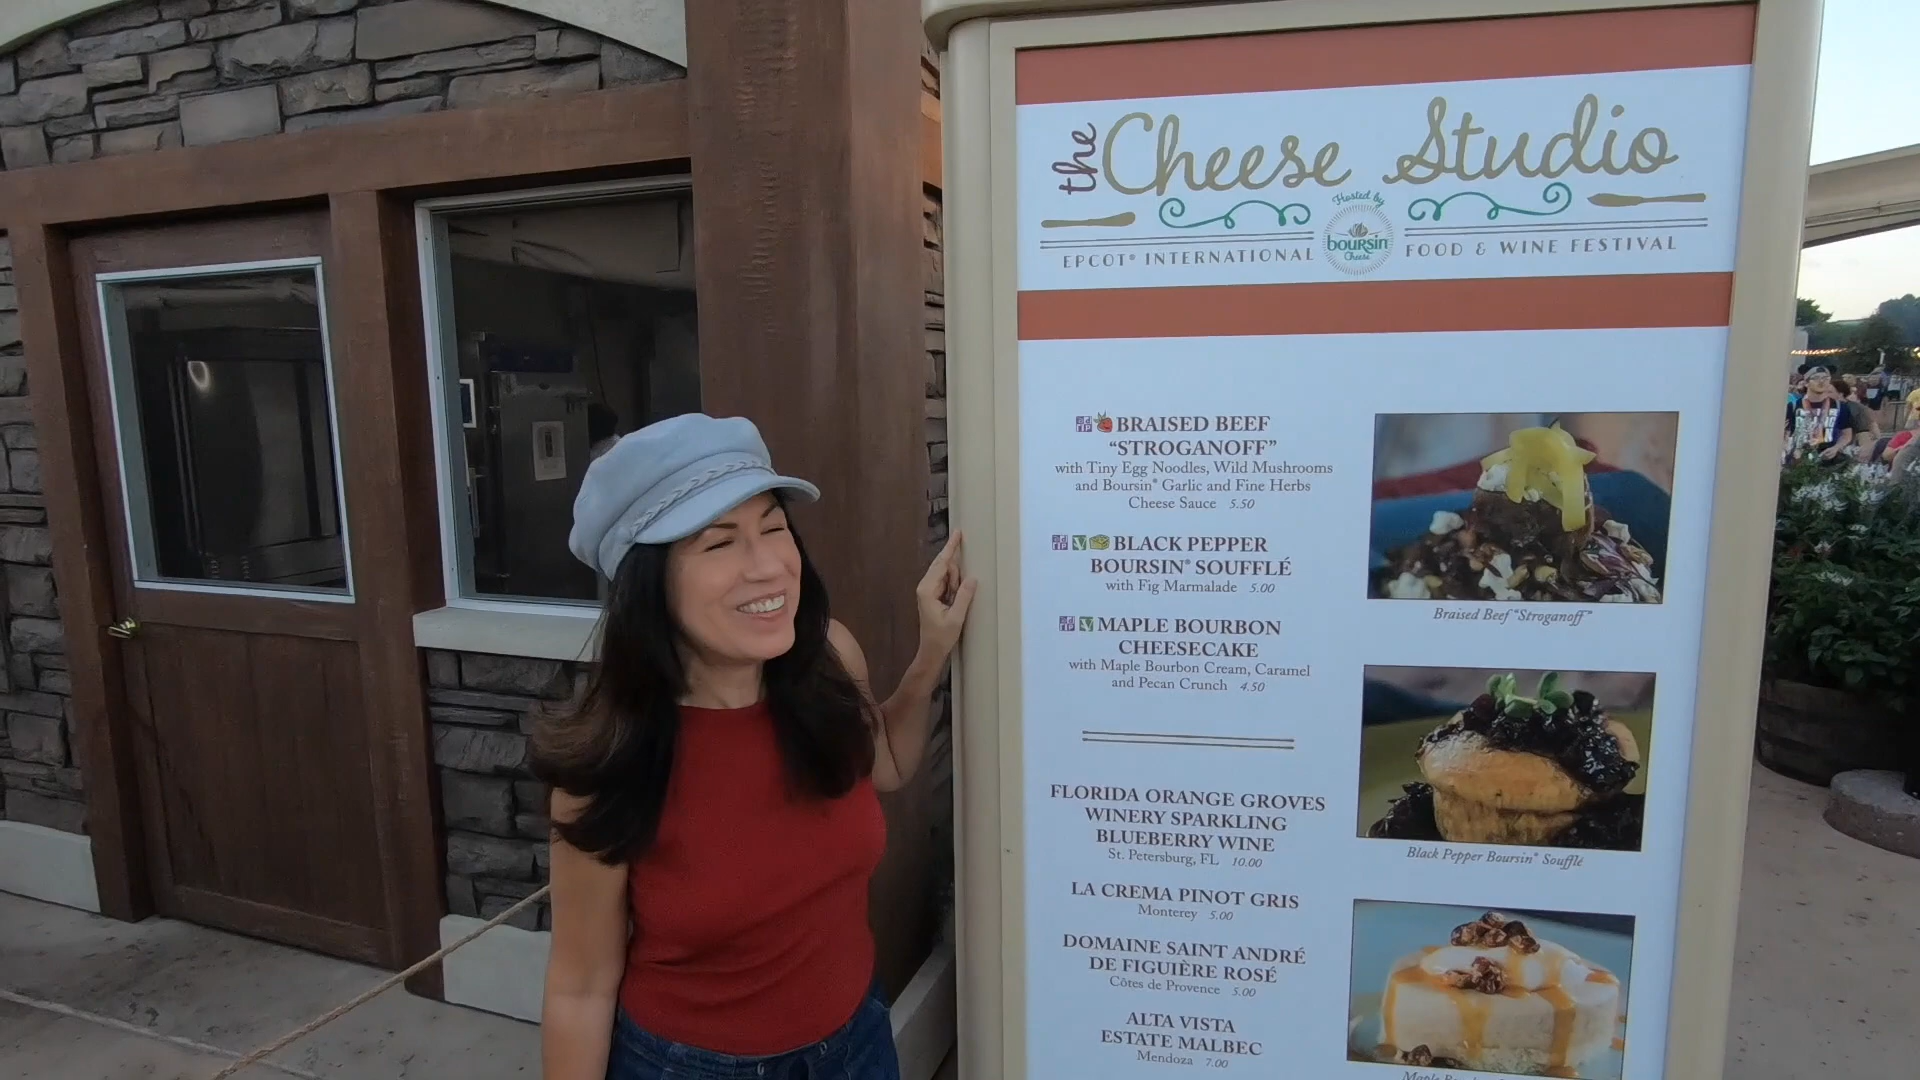 the Cheese Studio
Hosted by
boursin
Cheese
EPCOT® INTERNATIONAL FOOD & WINE FESTIVAL
BRAISED BEEF
“STROGANOFF”
with Tiny Egg Noodles, Wild Mushrooms
and Boursin® Garlic and Fine Herbs
Cheese Sauce 5.50
BLACK PEPPER
BOURSIN® SOUFFLÉ
with Fig Marmalade 5.00
MAPLE BOURBON
CHEESECAKE
with Maple Bourbon Cream, Caramel
and Pecan Crunch 4.50
FLORIDA ORANGE GROVES
WINERY SPARKLING
BLUEBERRY WINE
St. Petersburg, FL 10.00
LA CREMA PINOT GRIS
Monterey 5.00
DOMAINE SAINT ANDRÉ
DE FIGUIÈRE ROSÉ
Côtes de Provence 5.00
ALTA VISTA
ESTATE MALBEC
Mendoza 7.00
Braised Beef “Stroganoff”
Black Pepper Boursin® Soufflé
Maple